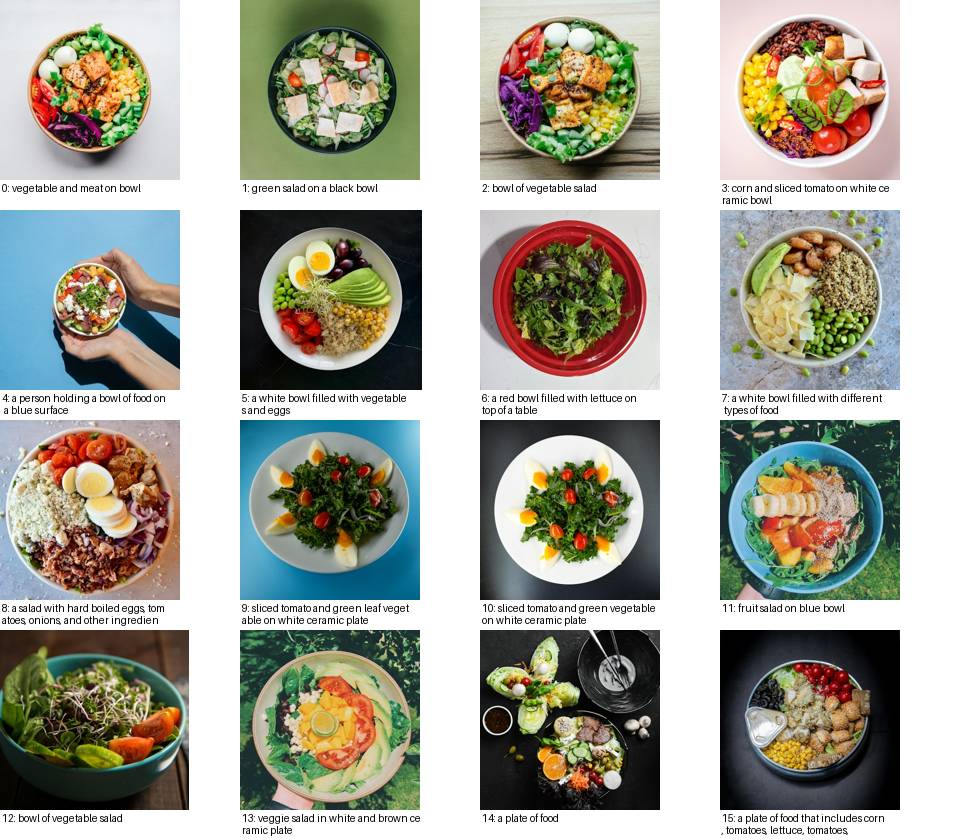 0: vegetable and meat on bowl
1: green salad on a black bowl
2: bowl of vegetable salad
3: corn and sliced tomato on white ce
ramic bowl
4: a person holding a bowl of food on
a blue surface
5: a white bowl filled with vegetable
s and eggs
6: a red bowl filled with lettuce on
top of a table
7: a white bowl filled with different
types of food
8: a salad with hard boiled eggs, tom
atoes, onions, and other ingredien
9: sliced tomato and green leaf veget
able on white ceramic plate
10: sliced tomato and green vegetable
on white ceramic plate
11: fruit salad on blue bowl
12: bowl of vegetable salad
13: veggie salad in white and brown ce
ramic plate
14: a plate of food
15: a plate of food that includes corn
, tomatoes, lettuce, tomatoes,